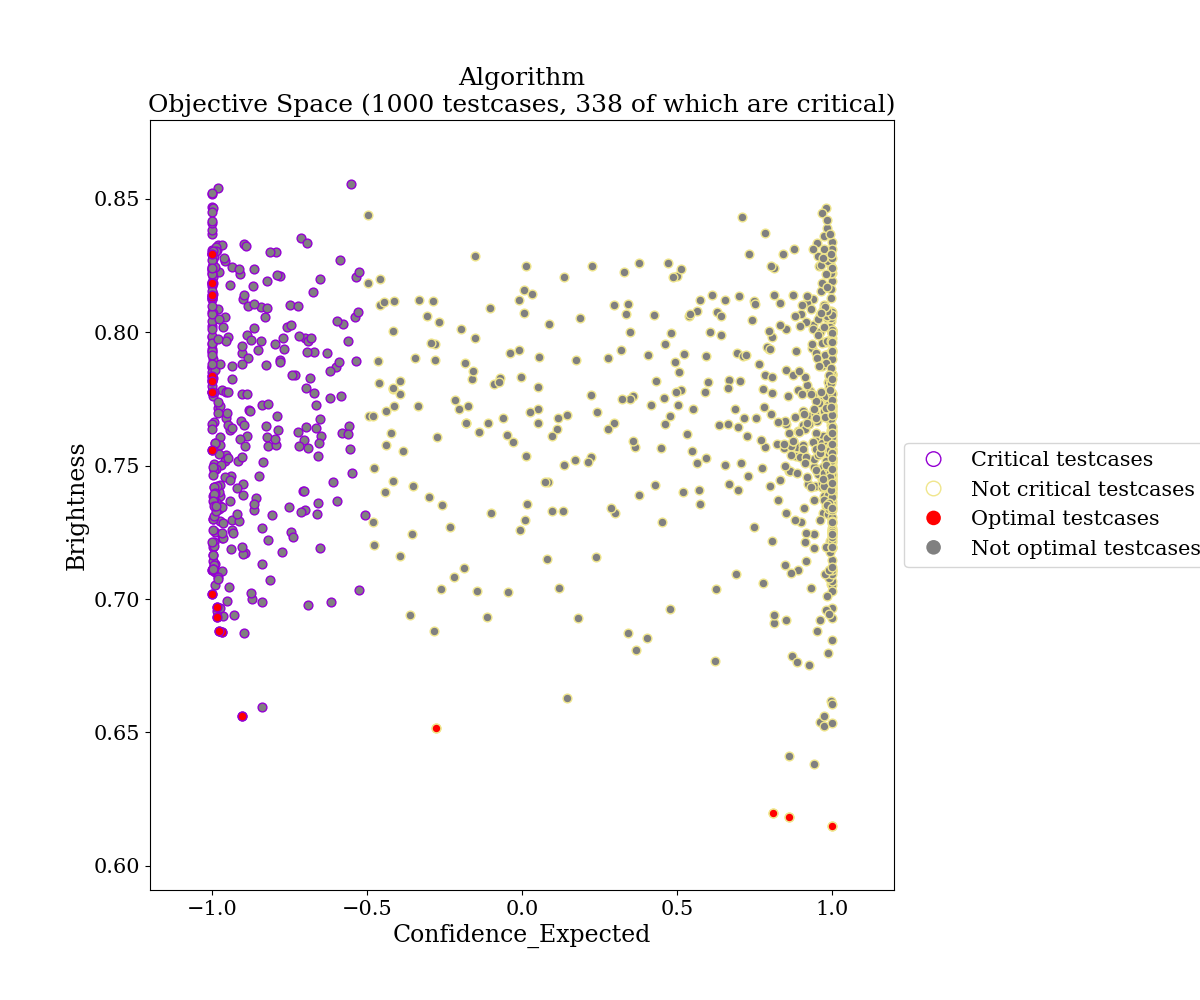 Algorithm
Objective Space (1000 testcases, 338 of which are critical)
Brightness
0.85
0.80
0.75
0.70
0.65
0.60
−1.0
−0.5
0.0
0.5
1.0
Confidence_Expected
Critical testcases
Not critical testcases
Optimal testcases
Not optimal testcases